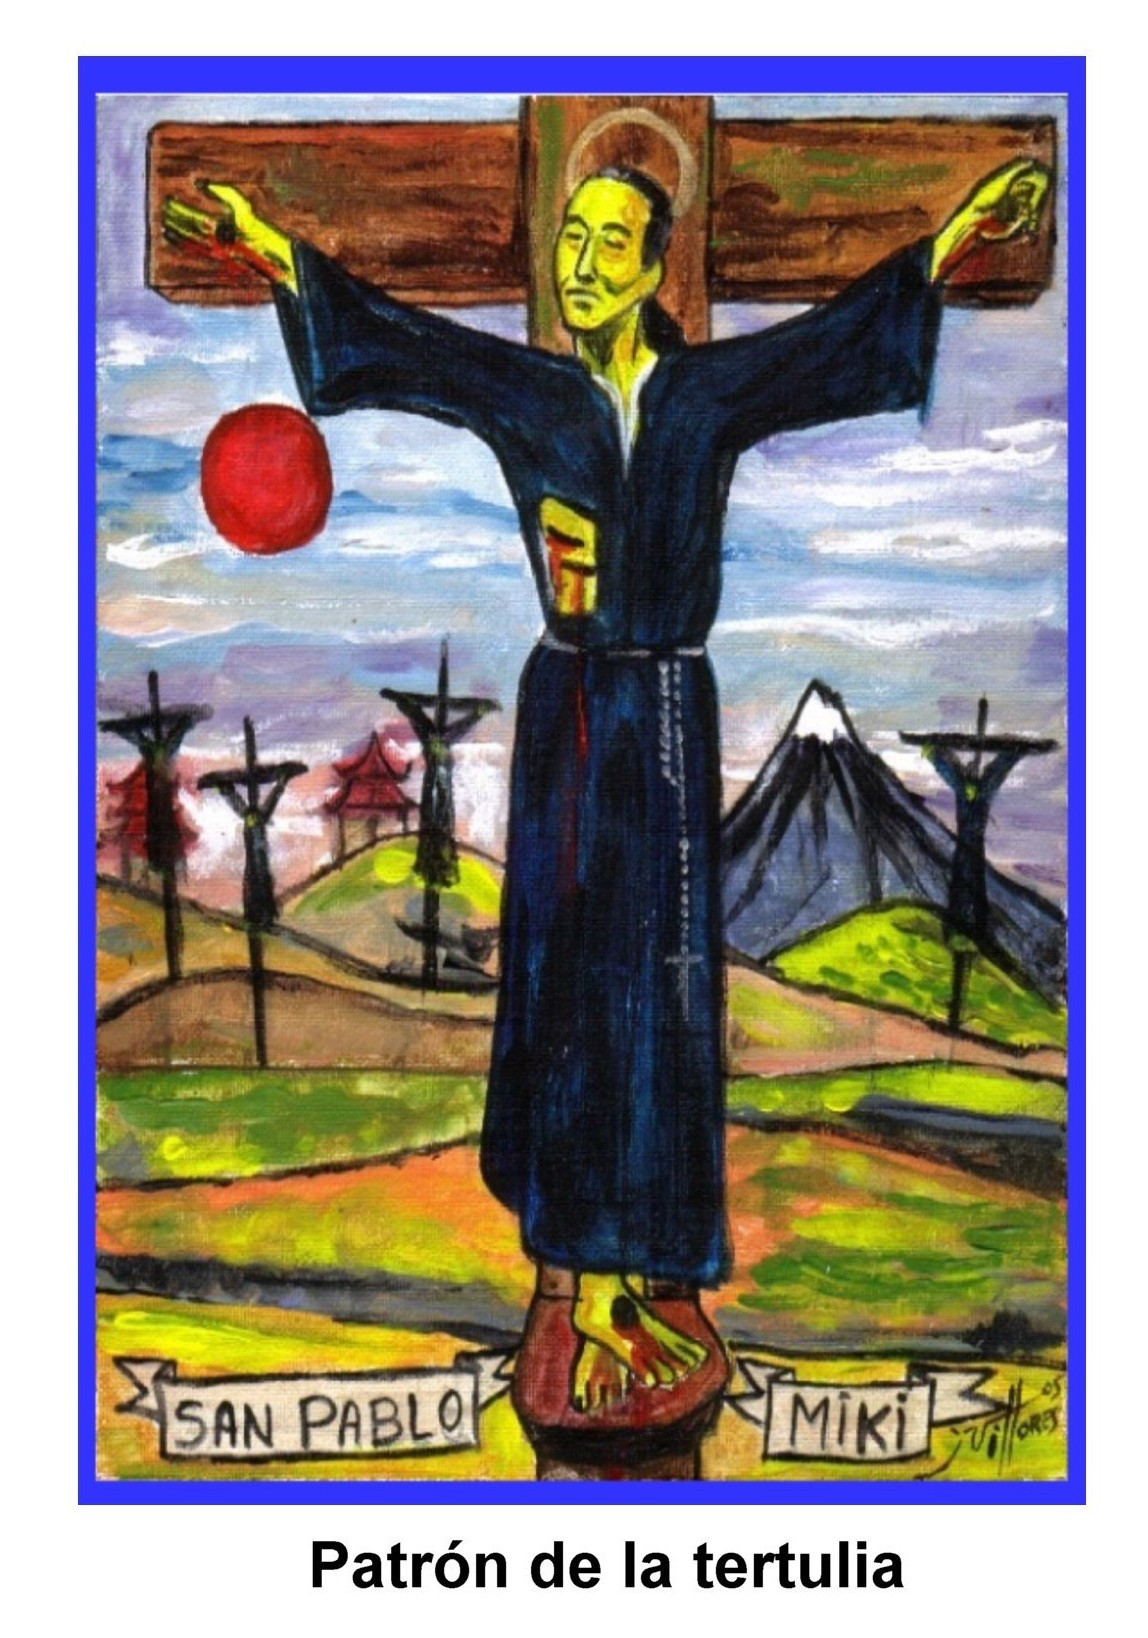 SAN PABLO MIKI
05
Villores
Patrón de la tertulia